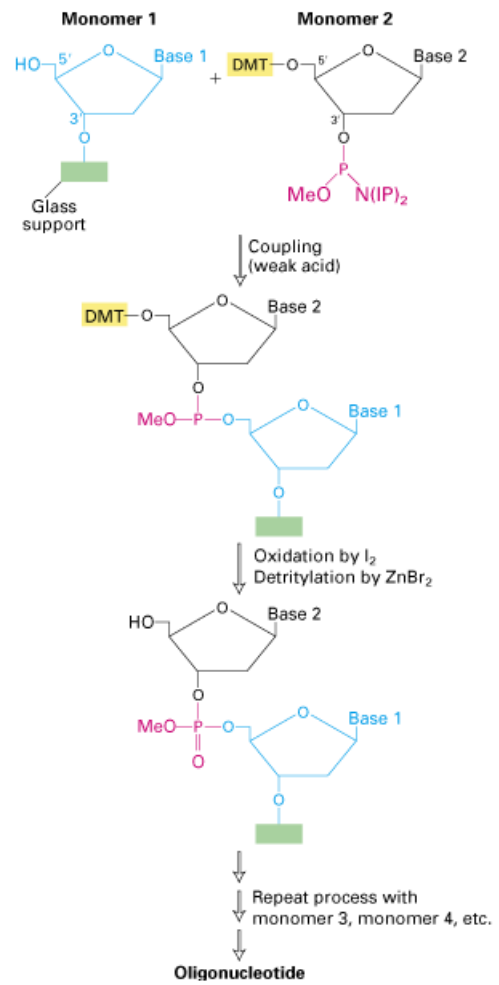 Monomer 1
Monomer 2
HO
5′
O
Base 1
3′
O
Glass
support
+
DMT
O
5′
O
Base 2
3′
O
P
MeO
N(IP)₂
Coupling
(weak acid)
DMT
O
O
Base 2
O
MeO
P
O
O
Base 1
O
Oxidation by I₂
Detritylation by ZnBr₂
HO
O
Base 2
O
MeO
P
O
O
O
Base 1
O
Repeat process with
monomer 3, monomer 4, etc.
Oligonucleotide